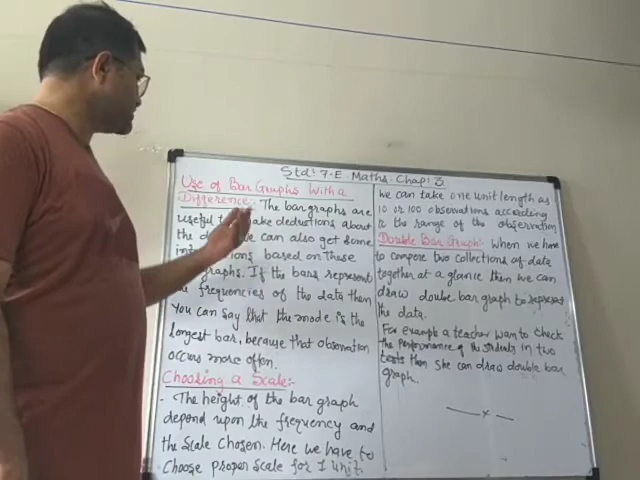 Std: 7-E Maths. Chap: 3
Use of Bar Graphs with a
Difference:- The bar graphs are
useful to make deductions about
the we can also get some
based on these
graphs. If the bars represent
the frequencies of the data then
you can say that the mode is the
longest bar, because that observation
occurs more often.
Choosing a Scale:-
- The height of the bar graph
depend upon the frequency and
the Scale Chosen. Here we have to
Choose proper Scale for 1 unit.
we can take one unit length as
10 or 100 observations according
to the range of the observation
Double Bar Graph:- When we have
to compare two collections of data
together at a glance then we can
draw double bar graph to represent
the data.
For example a teacher want to check
the performance of the students in two
tests then she can draw double bar
graph.
—x—